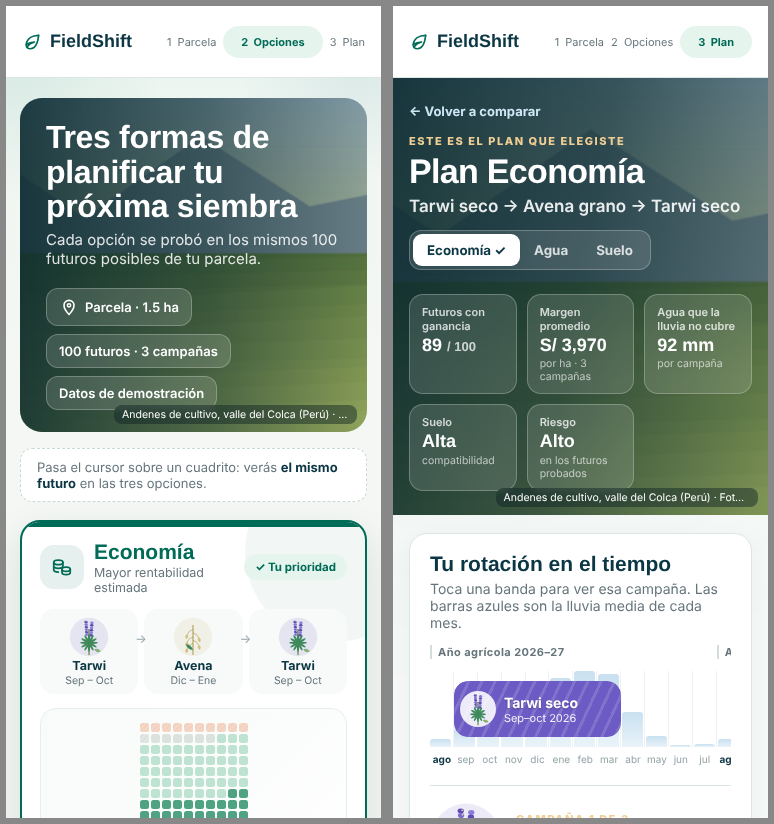 FieldShift
1 Parcela
2 Opciones
3 Plan
Tres formas de
planificar tu
próxima siembra
Cada opción se probó en los mismos 100
futuros posibles de tu parcela.
Parcela · 1.5 ha
100 futuros · 3 campañas
Datos de demostración
Andenes de cultivo, valle del Colca (Perú) · ...
Pasa el cursor sobre un cuadrito: verás el mismo
futuro en las tres opciones.
Economía
Mayor rentabilidad
estimada
✓ Tu prioridad
Tarwi
Sep – Oct
→
Avena
Dic – Ene
→
Tarwi
Sep – Oct
FieldShift
1 Parcela
2 Opciones
3 Plan
← Volver a comparar
ESTE ES EL PLAN QUE ELEGISTE
Plan Economía
Tarwi seco → Avena grano → Tarwi seco
Economía ✓
Agua
Suelo
Futuros con
ganancia
89 / 100
Margen
promedio
S/ 3,970
por ha · 3
campañas
Agua que la
lluvia no cubre
92 mm
por campaña
Suelo
Alta
compatibilidad
Riesgo
Alto
en los futuros
probados
Andenes de cultivo, valle del Colca (Perú) · Fot...
Tu rotación en el tiempo
Toca una banda para ver esa campaña. Las
barras azules son la lluvia media de cada
mes.
Año agrícola 2026–27
Tarwi seco
Sep–oct 2026
ago sep oct nov dic ene feb mar abr may jun jul ag